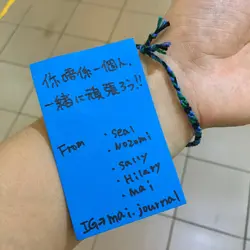 你唔係一個人,
一緒に頑張ろう!!
From
・seal
・Nozomi
・Sally
・Hilary
・mai
IG→mai.journal